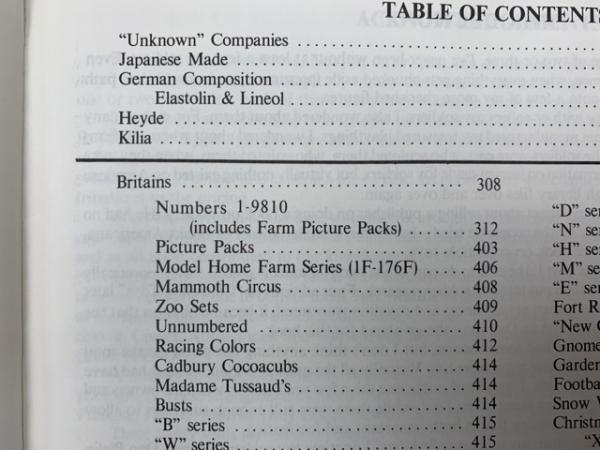 TABLE OF CONTENTS
"Unknown" Companies ........................
Japanese Made ........................
German Composition ........................
Elastolin & Lineol ........................
Heyde ........................
Kilia ........................
Britains ........................ 308
Numbers 1-9810
(includes Farm Picture Packs) ....... 312
Picture Packs ........................ 403
Model Home Farm Series (1F-176F) ..... 406
Mammoth Circus ........................ 408
Zoo Sets ........................ 409
Unnumbered ........................ 410
Racing Colors ........................ 412
Cadbury Cocoacubs ........................ 414
Madame Tussaud's ........................ 414
Busts ........................ 414
"B" series ........................ 415
"W" series ........................ 415
"D" se
"N" se
"H" se
"M" se
"E" se
Fort R
"New
Gnome
Garde
Footba
Snow
Christ